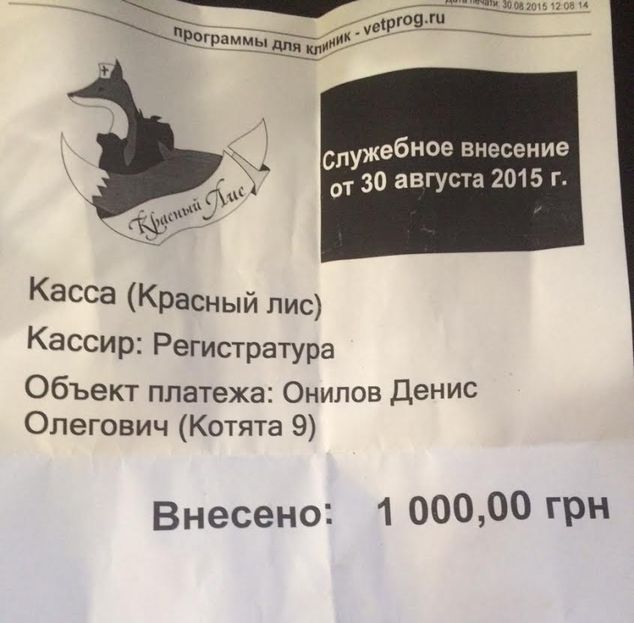 Дата печати: 30.08.2015 12:08:14
программы для клиник - vetprog.ru
Красный Лис
Служебное внесение
от 30 августа 2015 г.
Касса (Красный лис)
Кассир: Регистратура
Объект платежа: Онилов Денис
Олегович (Котята 9)
Внесено: 1 000,00 грн